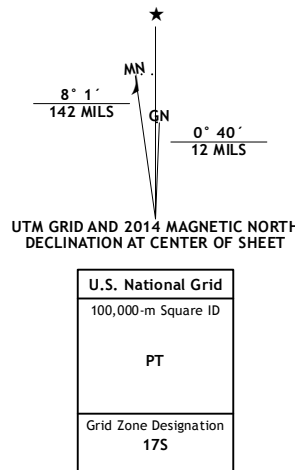 MN
8° 1´
142 MILS
GN
0° 40´
12 MILS
UTM GRID AND 2014 MAGNETIC NORTH
DECLINATION AT CENTER OF SHEET
U.S. National Grid
100,000-m Square ID
PT
Grid Zone Designation
17S